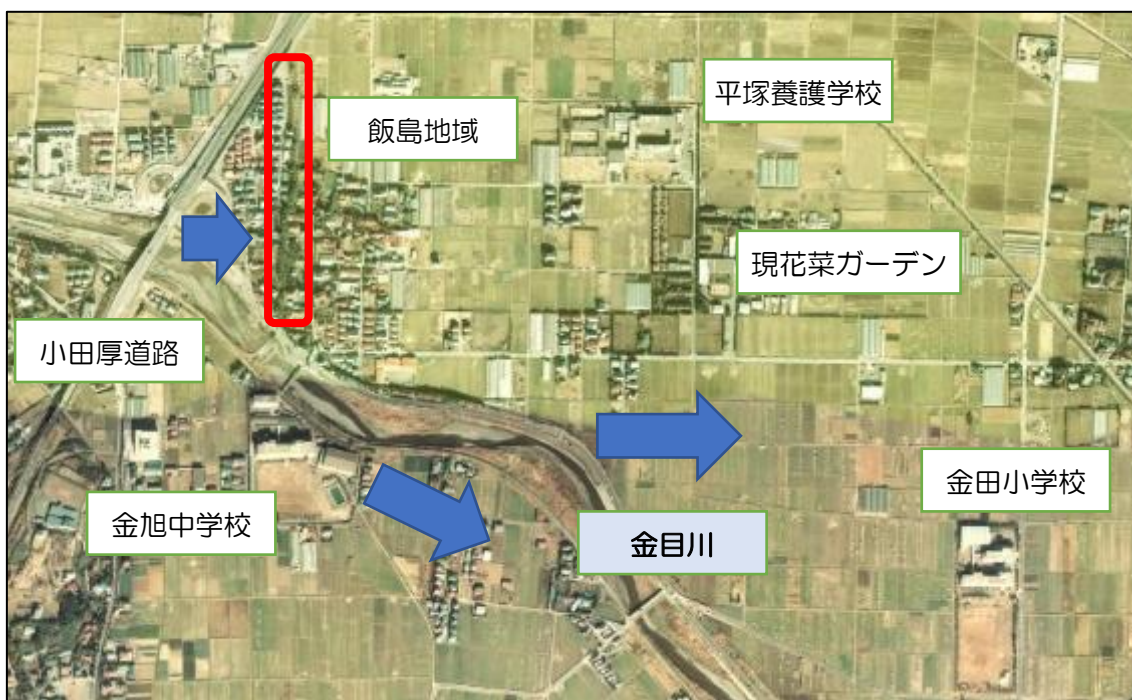 平塚養護学校
飯島地域
現花菜ガーデン
小田厚道路
金田小学校
金旭中学校
金目川